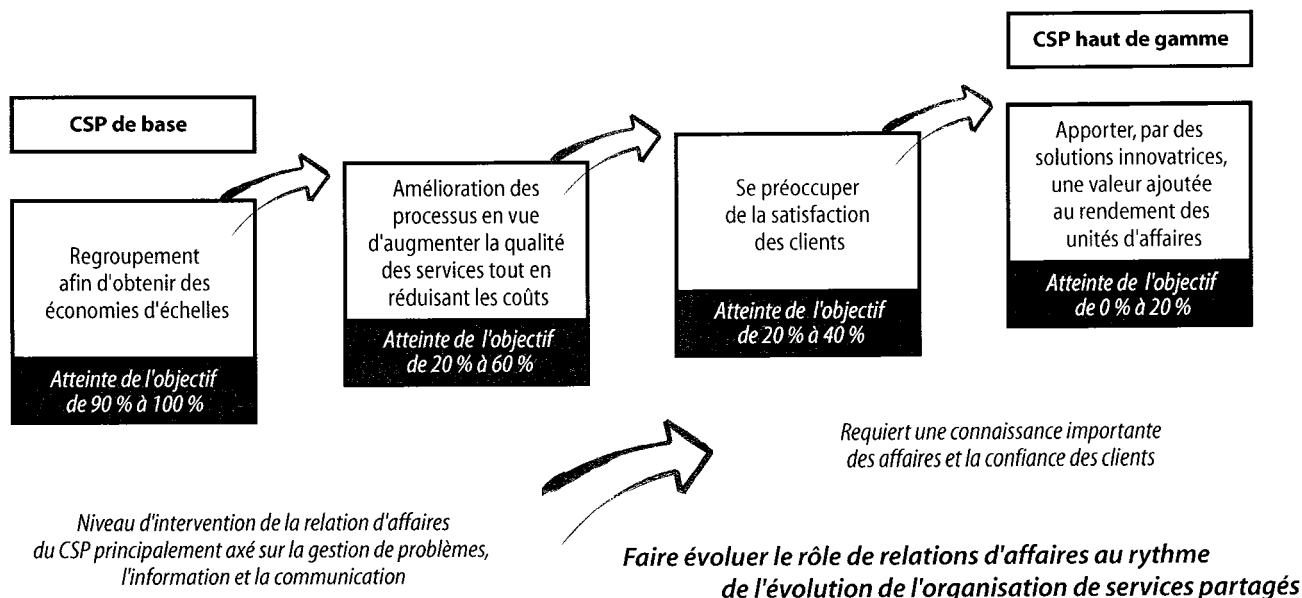 CSP haut de gamme
CSP de base
Regroupement
afin d'obtenir des
économies d'échelles
Atteinte de l'objectif
de 90 % à 100 %
Amélioration des
processus en vue
d'augmenter la qualité
des services tout en
réduisant les coûts
Atteinte de l'objectif
de 20 % à 60 %
Se préoccuper
de la satisfaction
des clients
Atteinte de l'objectif
de 20 % à 40 %
Apporter, par des
solutions innovatrices,
une valeur ajoutée
au rendement des
unités d'affaires
Atteinte de l'objectif
de 0 % à 20 %
Requiert une connaissance importante
des affaires et la confiance des clients
Niveau d'intervention de la relation d'affaires
du CSP principalement axé sur la gestion de problèmes,
l'information et la communication
Faire évoluer le rôle de relations d'affaires au rythme
de l'évolution de l'organisation de services partagés